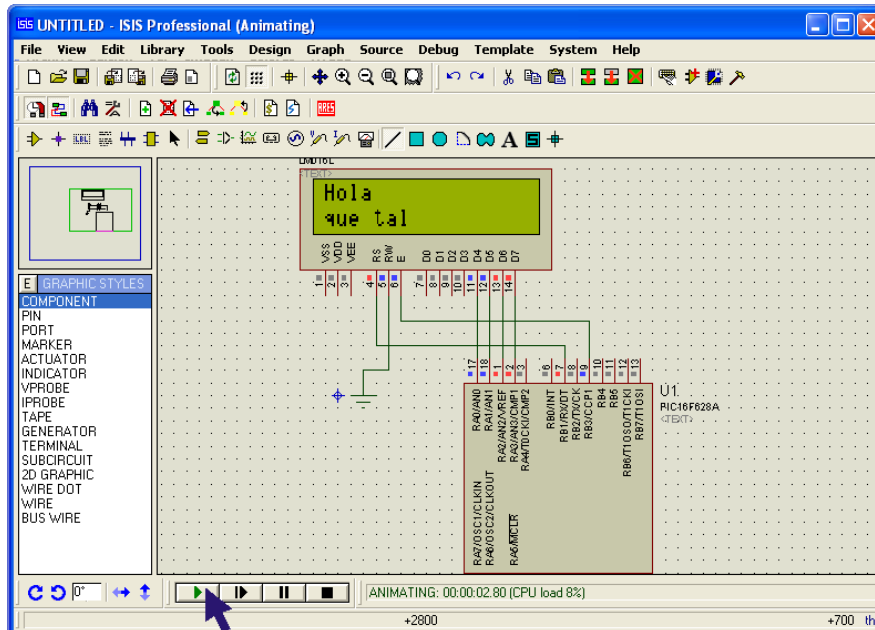 UNTITLED - ISIS Professional (Animating)
File View Edit Library Tools Design Graph Source Debug Template System Help
LM016L
<TEXT>
Hola
que tal
VSS VDD VEE RS RW E D0 D1 D2 D3 D4 D5 D6 D7
1 2 3 4 5 6 7 8 9 10 11 12 13 14
E GRAPHIC STYLES
COMPONENT
PIN
PORT
MARKER
ACTUATOR
INDICATOR
VPROBE
IPROBE
TAPE
GENERATOR
TERMINAL
SUBCIRCUIT
2D GRAPHIC
WIRE DOT
WIRE
BUS WIRE
17 18 1 2 3 6 7 8 9 10 11 12 13
RA0/AN0
RA1/AN1
RA2/AN2/VREF
RA3/AN3/CMP1
RA4/T0CKI/CMP2
RB0/INT
RB1/RX/DT
RB2/TX/CK
RB3/CCP1
RB4
RB5
RB6/T1OSO/T1CKI
RB7/T1OSI
RA7/OSC1/CLKIN
RA6/OSC2/CLKOUT
RA5/MCLR
U1
PIC16F628A
<TEXT>
0°
ANIMATING: 00:00:02.80 (CPU load 8%)
+2800 +700 th